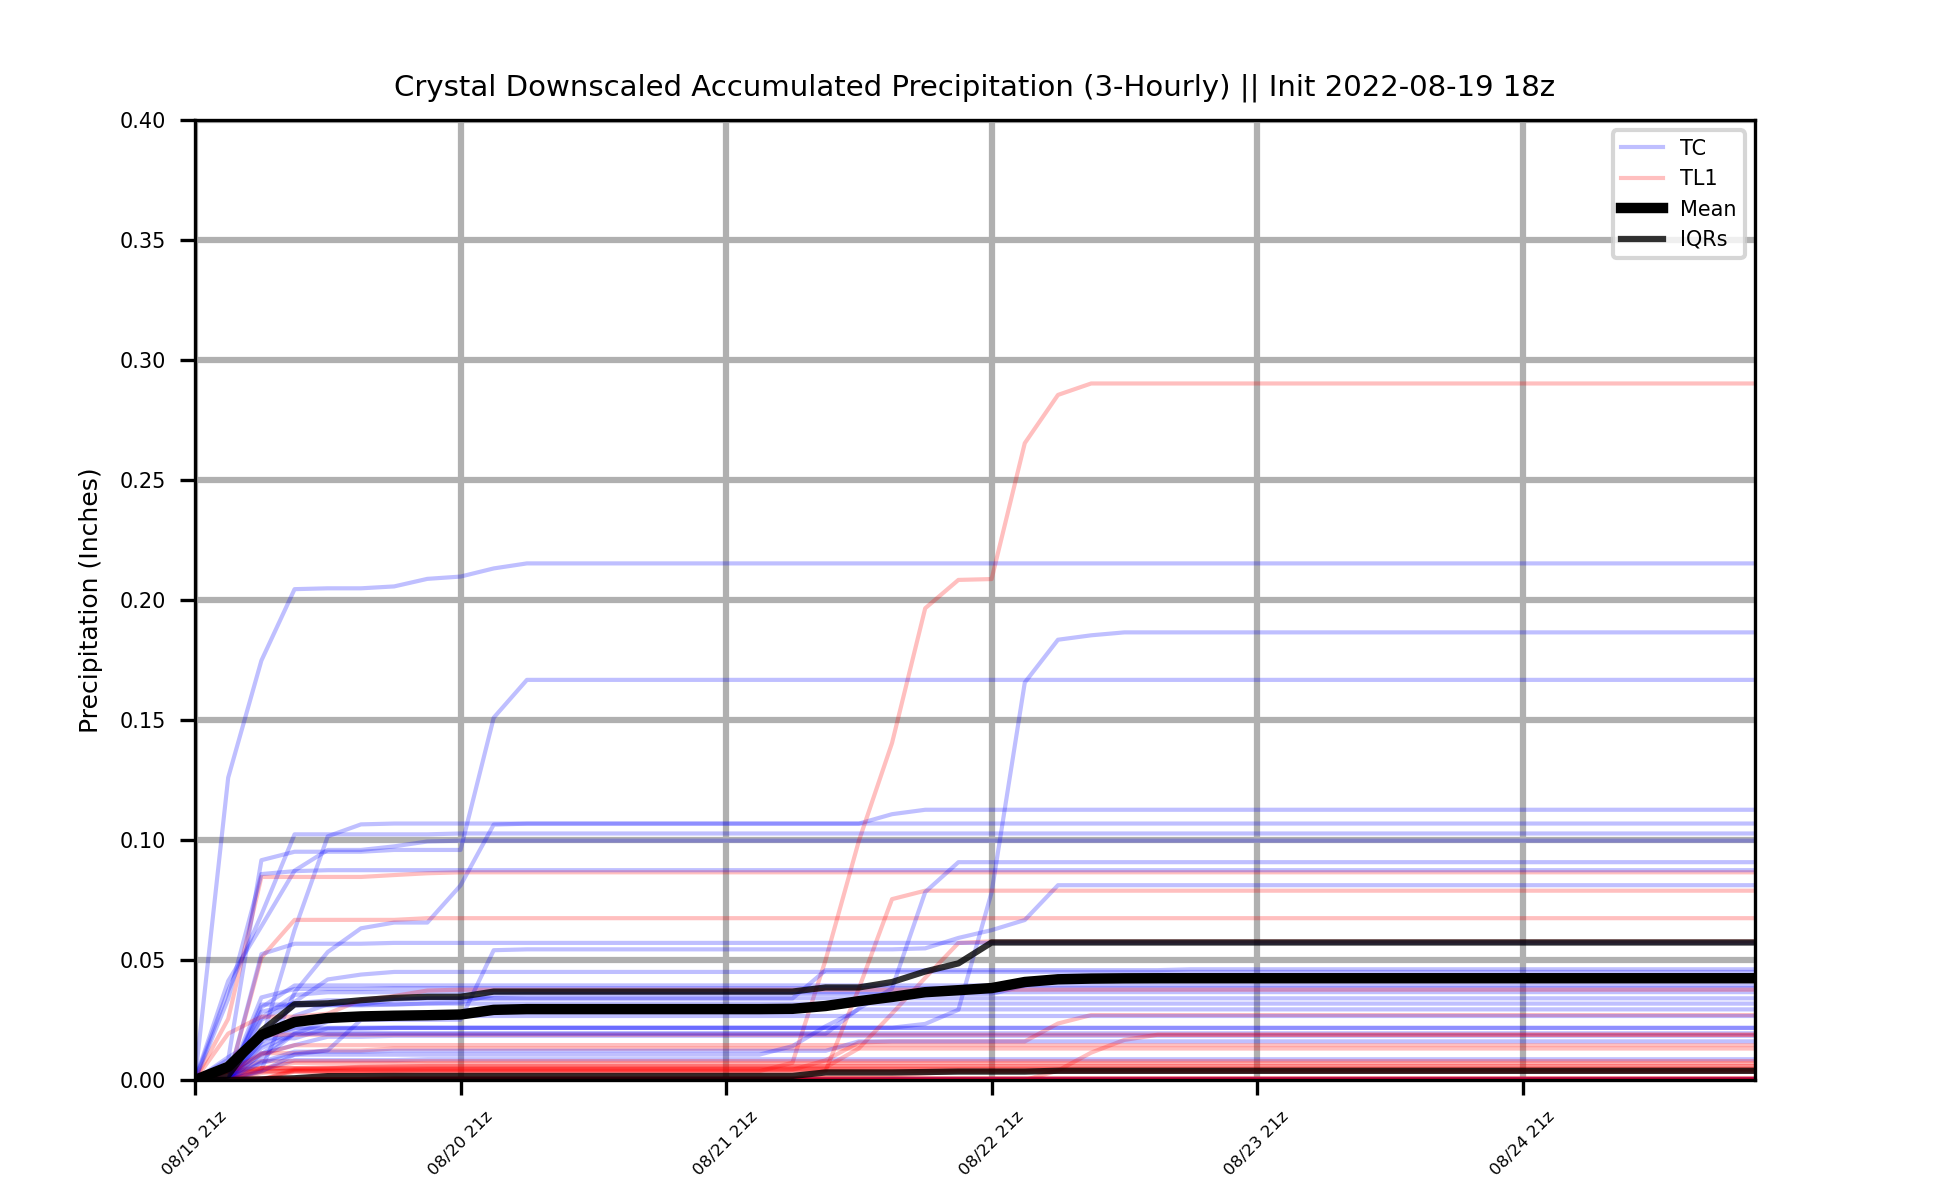 Crystal Downscaled Accumulated Precipitation (3-Hourly) || Init 2022-08-19 18z
Precipitation (Inches)
0.40
0.35
0.30
0.25
0.20
0.15
0.10
0.05
0.00
TC
TL1
Mean
IQRs
08/19 21z
08/20 21z
08/21 21z
08/22 21z
08/23 21z
08/24 21z